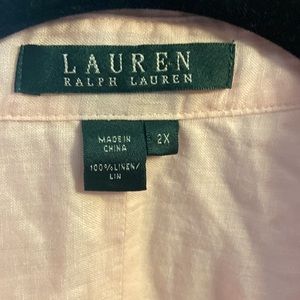 LAUREN
RALPH LAUREN
MADE IN
CHINA
2X
100% LINEN/
LIN